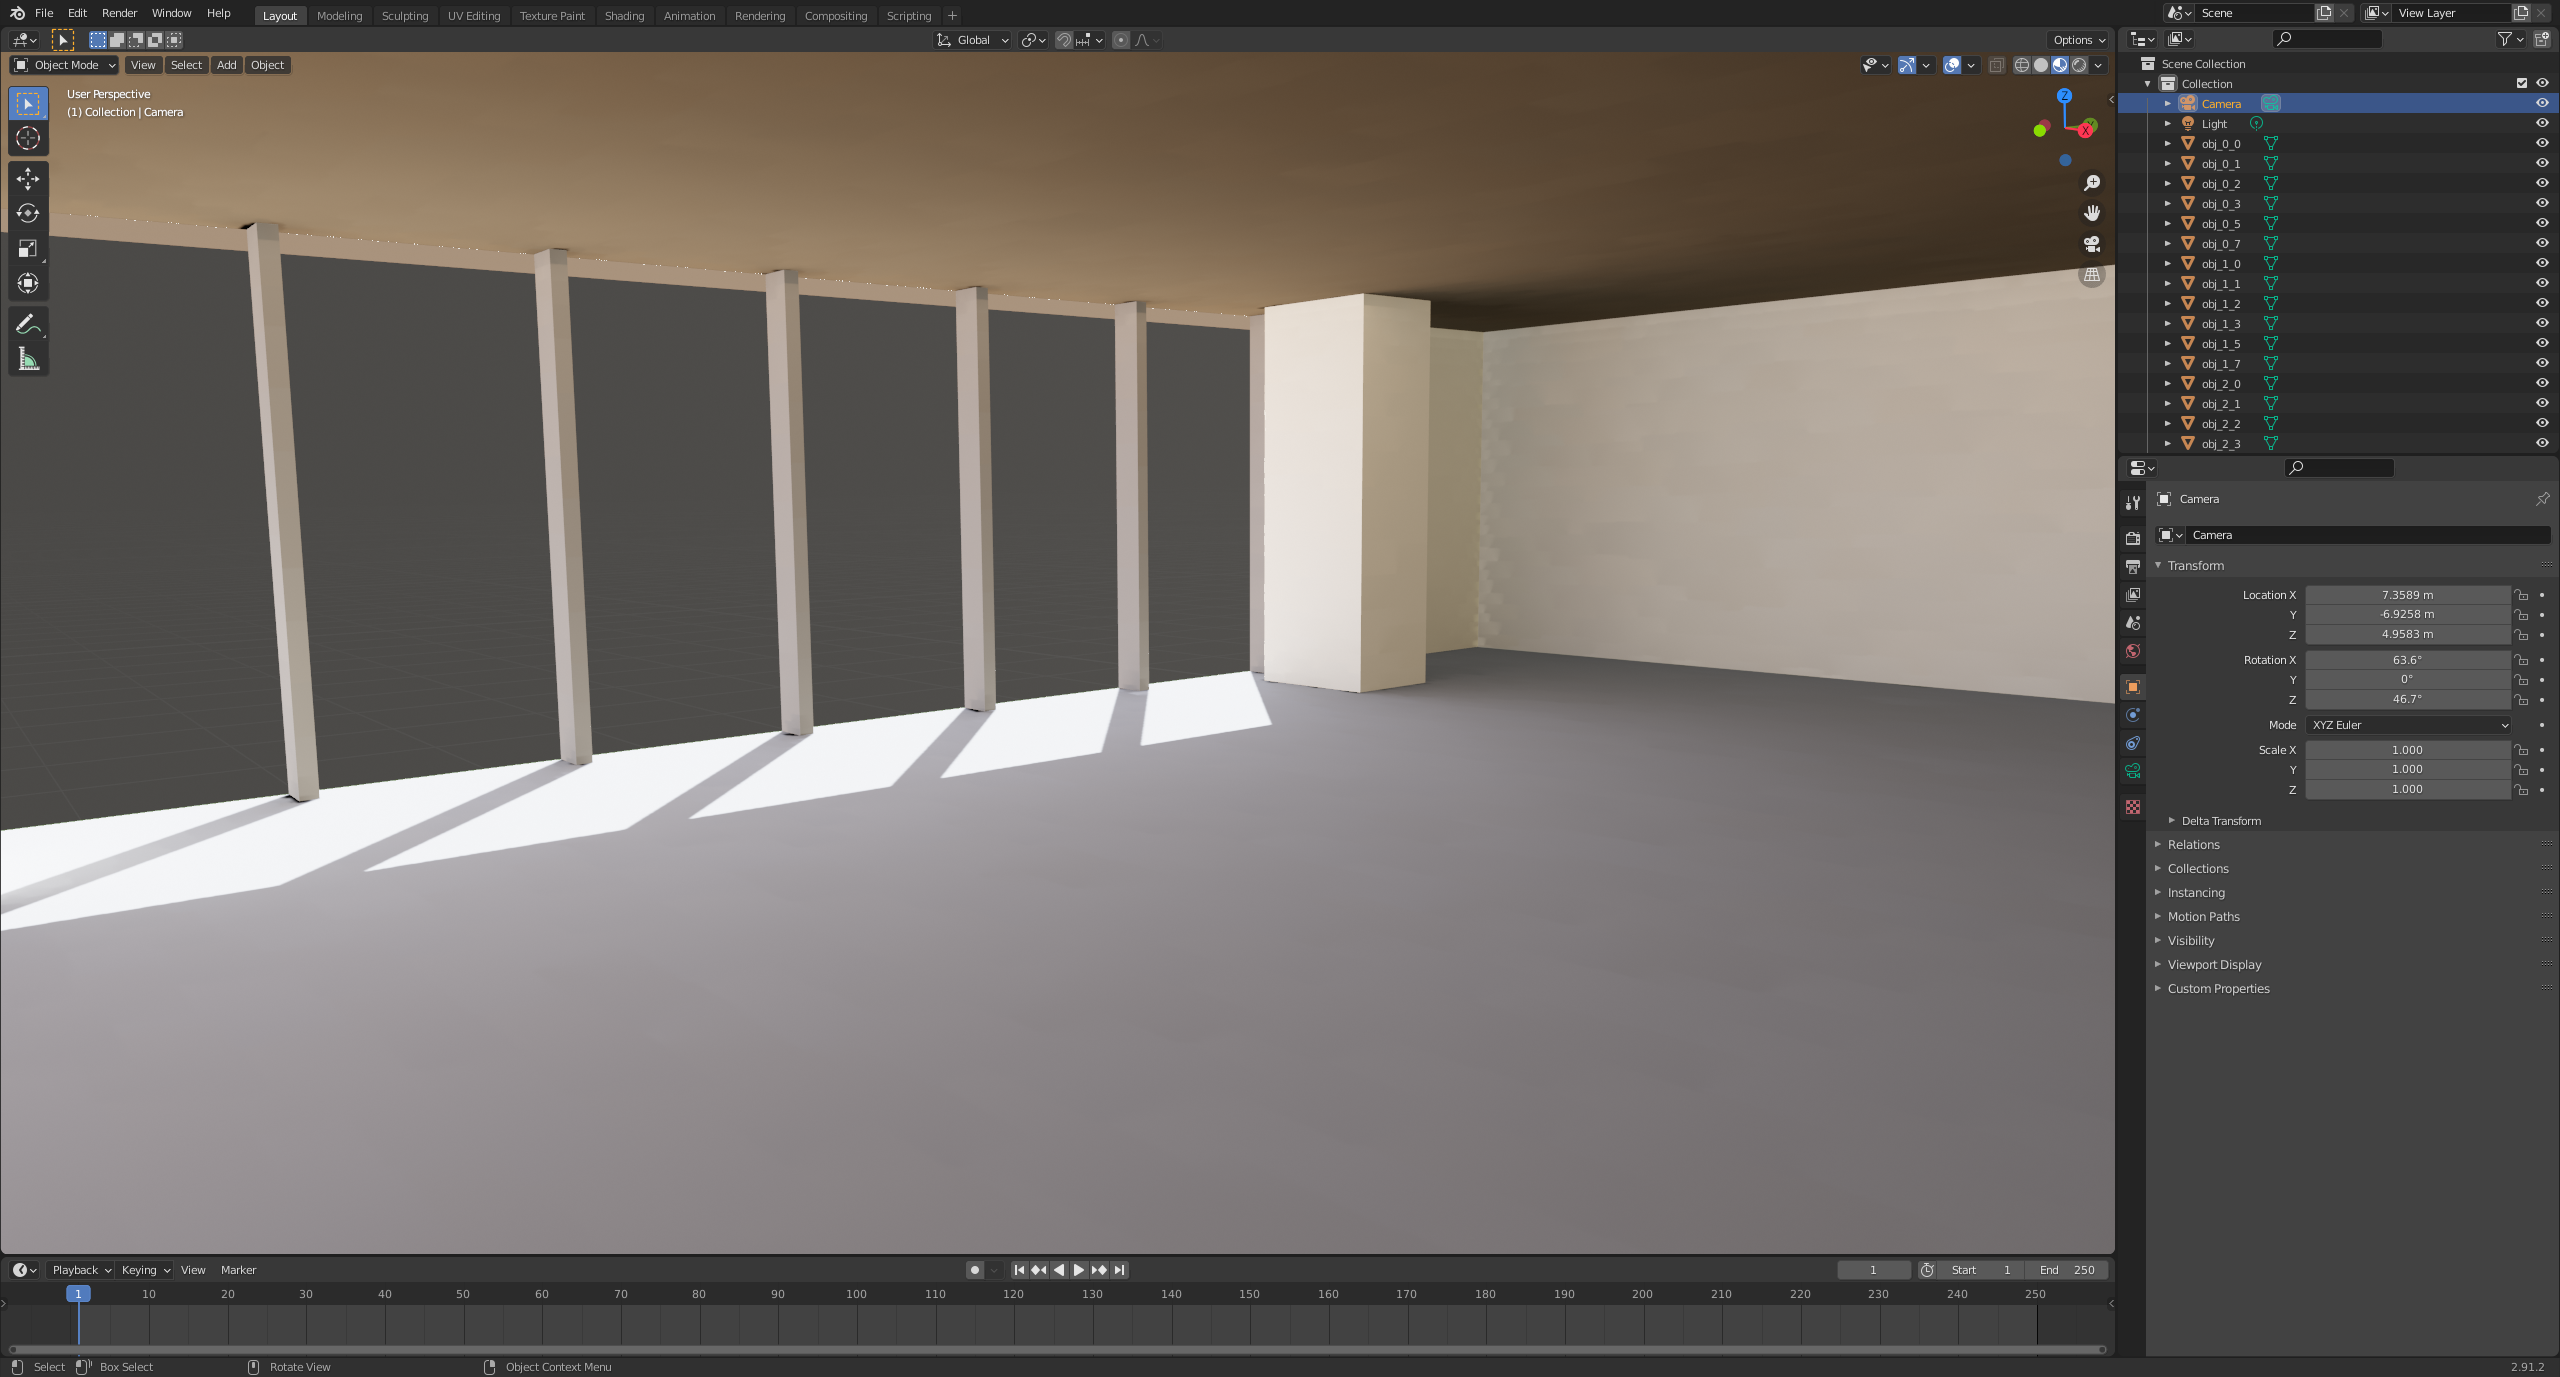 File Edit Render Window Help Layout Modeling Sculpting UV Editing Texture Paint Shading Animation Rendering Compositing Scripting + Scene View Layer
Global Options
Object Mode View Select Add Object
User Perspective
(1) Collection | Camera
Z
Y
X
Scene Collection
Collection
Camera
Light
obj_0_0
obj_0_1
obj_0_2
obj_0_3
obj_0_5
obj_0_7
obj_1_0
obj_1_1
obj_1_2
obj_1_3
obj_1_5
obj_1_7
obj_2_0
obj_2_1
obj_2_2
obj_2_3
Camera
Camera
Transform
Location X 7.3589 m
Y -6.9258 m
Z 4.9583 m
Rotation X 63.6°
Y 0°
Z 46.7°
Mode XYZ Euler
Scale X 1.000
Y 1.000
Z 1.000
Delta Transform
Relations
Collections
Instancing
Motion Paths
Visibility
Viewport Display
Custom Properties
Playback Keying View Marker 1 Start 1 End 250
1 10 20 30 40 50 60 70 80 90 100 110 120 130 140 150 160 170 180 190 200 210 220 230 240 250
Select Box Select Rotate View Object Context Menu 2.91.2